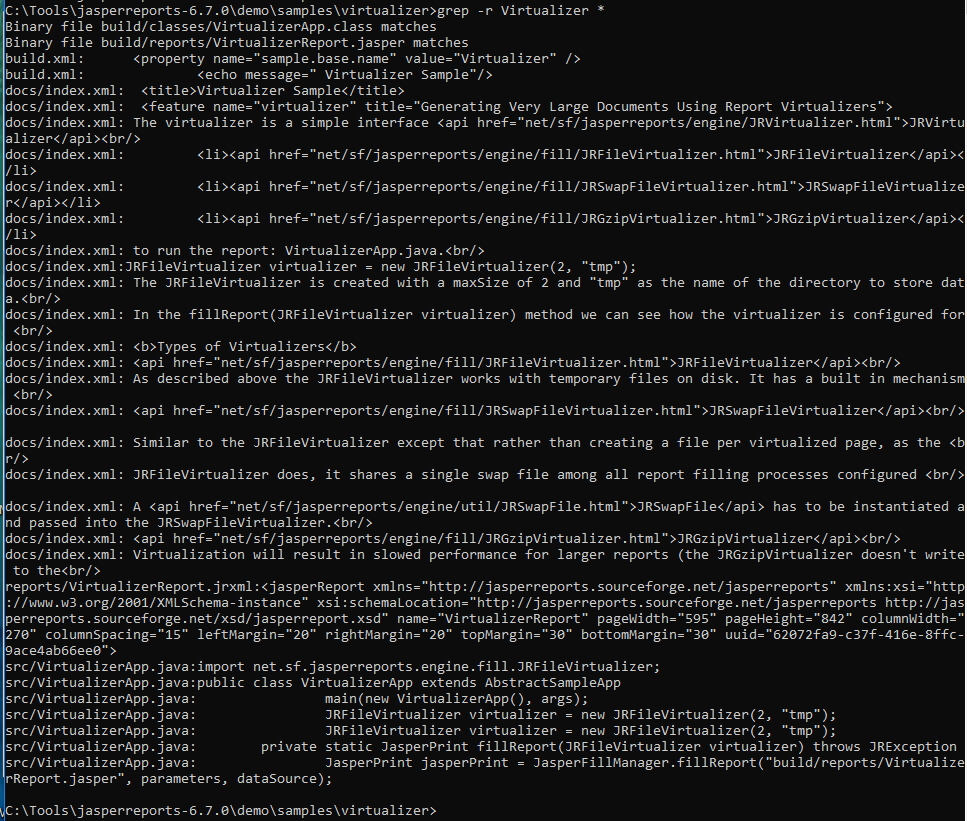 C:\Tools\jasperreports-6.7.0\demo\samples\virtualizer>grep -r Virtualizer *
Binary file build/classes/VirtualizerApp.class matches
Binary file build/reports/VirtualizerReport.jasper matches
build.xml:      <property name="sample.base.name" value="Virtualizer" />
build.xml:              <echo message=" Virtualizer Sample"/>
docs/index.xml:  <title>Virtualizer Sample</title>
docs/index.xml:  <feature name="virtualizer" title="Generating Very Large Documents Using Report Virtualizers">
docs/index.xml: The virtualizer is a simple interface <api href="net/sf/jasperreports/engine/JRVirtualizer.html">JRVirtu
alizer</api><br/>
docs/index.xml:         <li><api href="net/sf/jasperreports/engine/fill/JRFileVirtualizer.html">JRFileVirtualizer</api><
/li>
docs/index.xml:         <li><api href="net/sf/jasperreports/engine/fill/JRSwapFileVirtualizer.html">JRSwapFileVirtualize
r</api></li>
docs/index.xml:         <li><api href="net/sf/jasperreports/engine/fill/JRGzipVirtualizer.html">JRGzipVirtualizer</api><
/li>
docs/index.xml: to run the report: VirtualizerApp.java.<br/>
docs/index.xml:JRFileVirtualizer virtualizer = new JRFileVirtualizer(2, "tmp");
docs/index.xml: The JRFileVirtualizer is created with a maxSize of 2 and "tmp" as the name of the directory to store dat
a.<br/>
docs/index.xml: In the fillReport(JRFileVirtualizer virtualizer) method we can see how the virtualizer is configured for
 <br/>
docs/index.xml: <b>Types of Virtualizers</b>
docs/index.xml: <api href="net/sf/jasperreports/engine/fill/JRFileVirtualizer.html">JRFileVirtualizer</api><br/>
docs/index.xml: As described above the JRFileVirtualizer works with temporary files on disk. It has a built in mechanism
 <br/>
docs/index.xml: <api href="net/sf/jasperreports/engine/fill/JRSwapFileVirtualizer.html">JRSwapFileVirtualizer</api><br/>
docs/index.xml: Similar to the JRFileVirtualizer except that rather than creating a file per virtualized page, as the <b
r/>
docs/index.xml: JRFileVirtualizer does, it shares a single swap file among all report filling processes configured <br/>
docs/index.xml: A <api href="net/sf/jasperreports/engine/util/JRSwapFile.html">JRSwapFile</api> has to be instantiated a
nd passed into the JRSwapFileVirtualizer.<br/>
docs/index.xml: <api href="net/sf/jasperreports/engine/fill/JRGzipVirtualizer.html">JRGzipVirtualizer</api><br/>
docs/index.xml: Virtualization will result in slowed performance for larger reports (the JRGzipVirtualizer doesn't write
 to the<br/>
reports/VirtualizerReport.jrxml:<jasperReport xmlns="http://jasperreports.sourceforge.net/jasperreports" xmlns:xsi="http
://www.w3.org/2001/XMLSchema-instance" xsi:schemaLocation="http://jasperreports.sourceforge.net/jasperreports http://jas
perreports.sourceforge.net/xsd/jasperreport.xsd" name="VirtualizerReport" pageWidth="595" pageHeight="842" columnWidth="
270" columnSpacing="15" leftMargin="20" rightMargin="20" topMargin="30" bottomMargin="30" uuid="62072fa9-c37f-416e-8ffc-
9ace4ab66ee0">
src/VirtualizerApp.java:import net.sf.jasperreports.engine.fill.JRFileVirtualizer;
src/VirtualizerApp.java:public class VirtualizerApp extends AbstractSampleApp
src/VirtualizerApp.java:                main(new VirtualizerApp(), args);
src/VirtualizerApp.java:                JRFileVirtualizer virtualizer = new JRFileVirtualizer(2, "tmp");
src/VirtualizerApp.java:                JRFileVirtualizer virtualizer = new JRFileVirtualizer(2, "tmp");
src/VirtualizerApp.java:        private static JasperPrint fillReport(JRFileVirtualizer virtualizer) throws JRException
src/VirtualizerApp.java:                JasperPrint jasperPrint = JasperFillManager.fillReport("build/reports/Virtualize
rReport.jasper", parameters, dataSource);
C:\Tools\jasperreports-6.7.0\demo\samples\virtualizer>